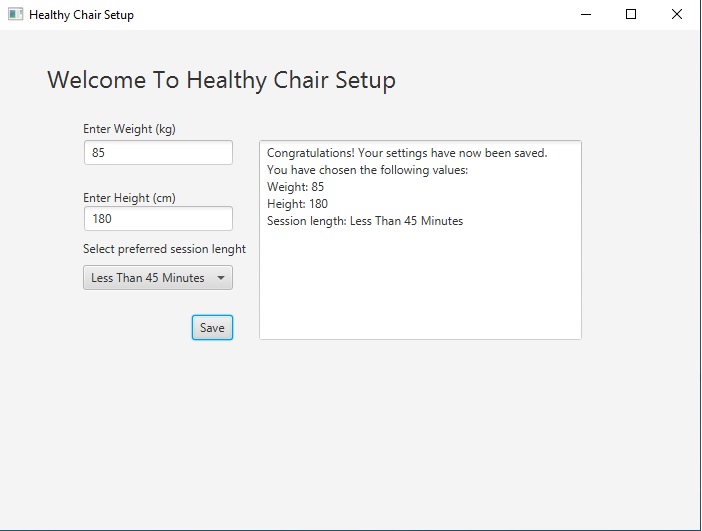 Healthy Chair Setup
Welcome To Healthy Chair Setup
Enter Weight (kg)
85
Enter Height (cm)
180
Select preferred session lenght
Less Than 45 Minutes
Save
Congratulations! Your settings have now been saved.
You have chosen the following values:
Weight: 85
Height: 180
Session length: Less Than 45 Minutes